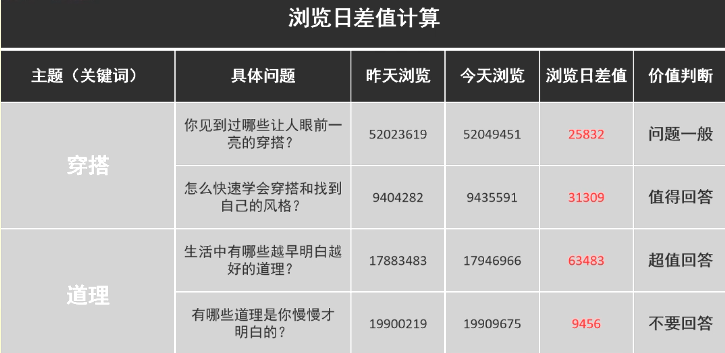 浏览日差值计算
主题（关键词） 具体问题 昨天浏览 今天浏览 浏览日差值 价值判断
穿搭
你见到过哪些让人眼前一
亮的穿搭？
52023619 52049451 25832 问题一般
怎么快速学会穿搭和找到
自己的风格？
9404282 9435591 31309 值得回答
道理
生活中有哪些越早明白越
好的道理？
17883483 17946966 63483 超值回答
有哪些道理是你慢慢才
明白的？
19900219 19909675 9456 不要回答